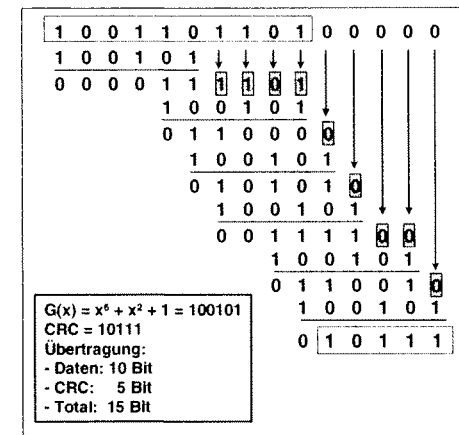 1 0 0 1 1 0 1 1 0 1 0 0 0 0 0
1 0 0 1 0 1
0 0 0 0 1 1 1 1 0 1
1 0 0 1 0 1
0 1 1 0 0 0 0
1 0 0 1 0 1
0 1 0 1 0 1 0
1 0 0 1 0 1
0 0 1 1 1 1 0 0
1 0 0 1 0 1
0 1 1 0 0 1 0
1 0 0 1 0 1
0 1 0 1 1 1
G(x) = x⁶ + x² + 1 = 100101
CRC = 10111
Übertragung:
- Daten: 10 Bit
- CRC: 5 Bit
- Total: 15 Bit